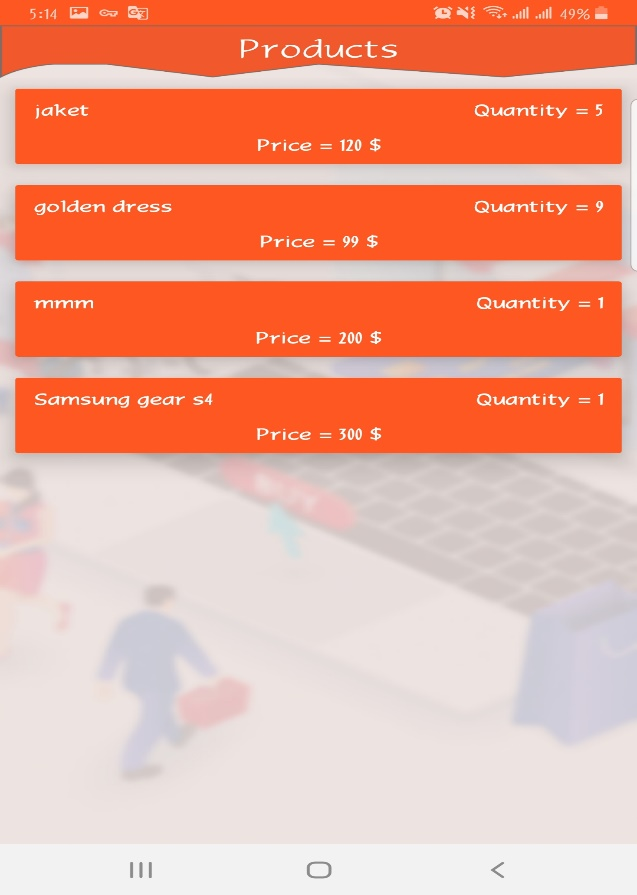 5:14 49%
Products
jaket Quantity = 5
Price = 120 $
golden dress Quantity = 9
Price = 99 $
mmm Quantity = 1
Price = 200 $
Samsung gear s4 Quantity = 1
Price = 300 $